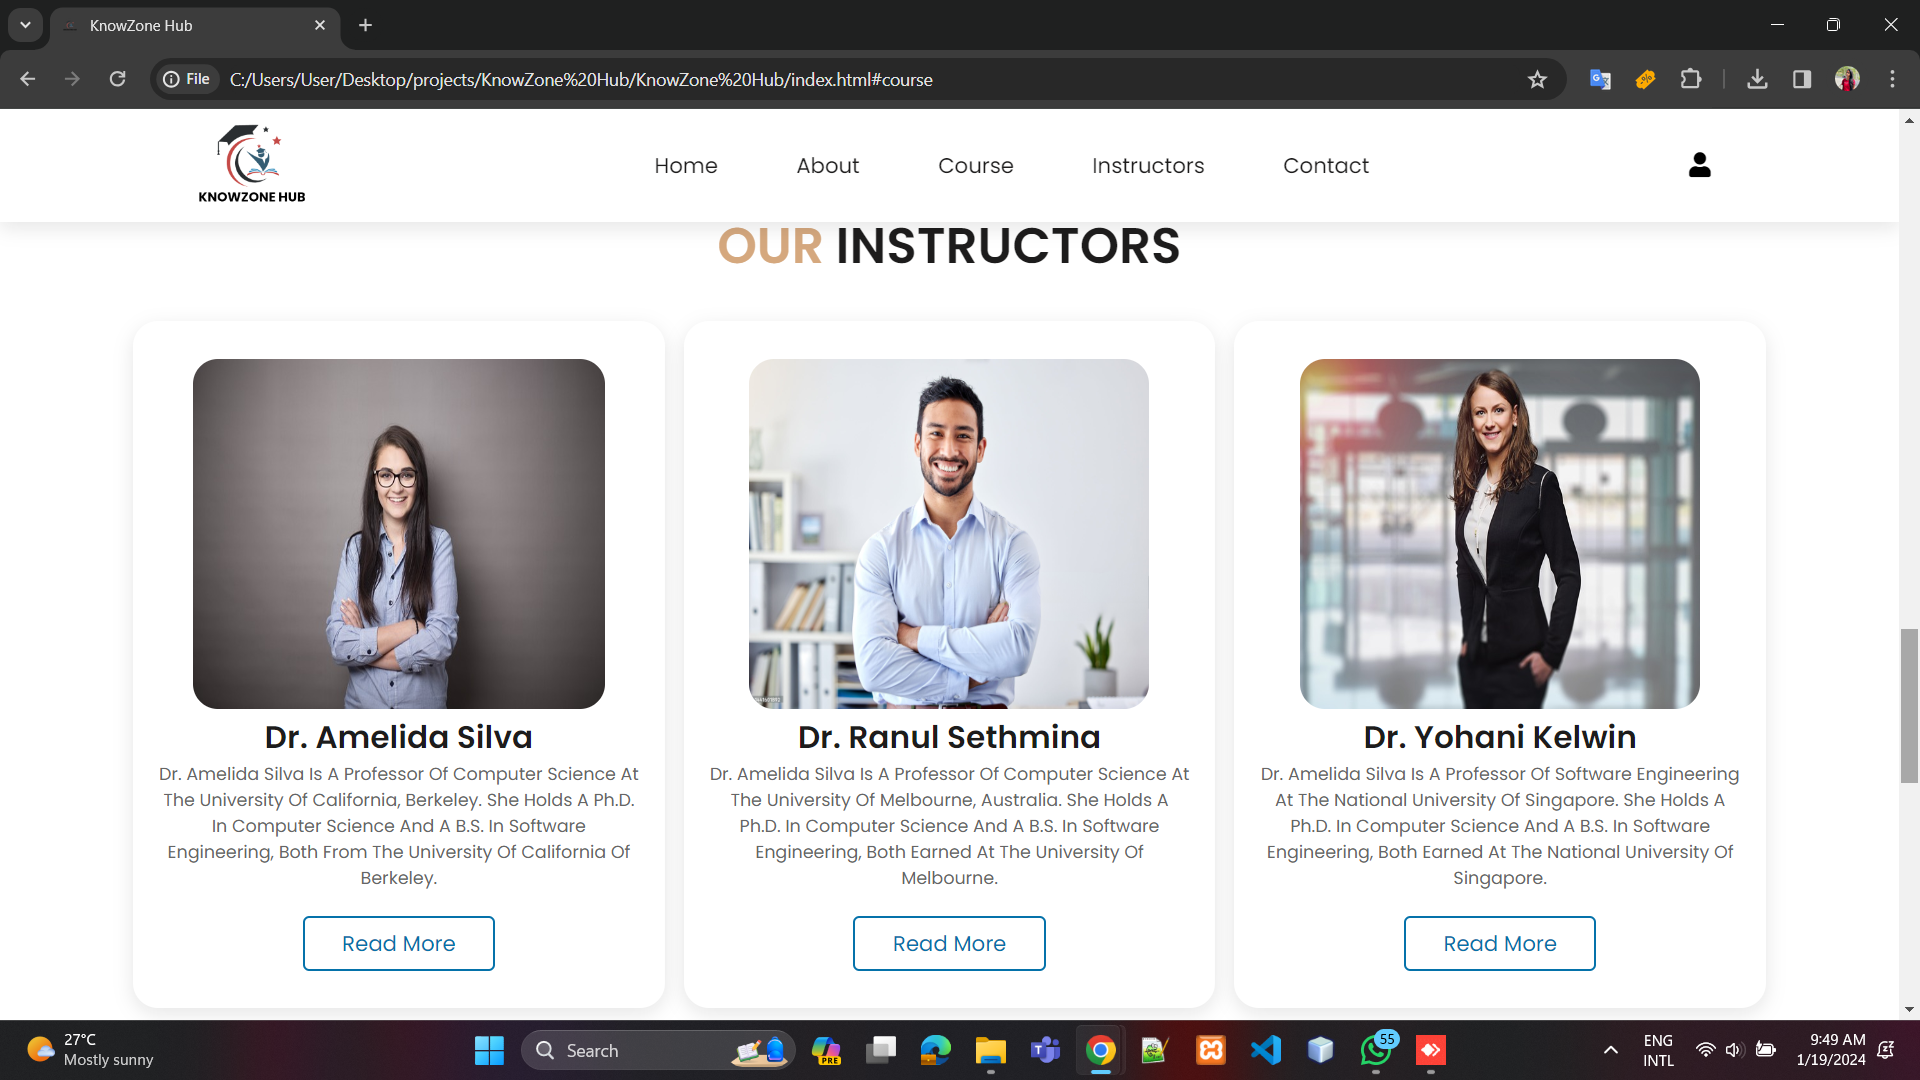 KnowZone Hub
File
C:/Users/User/Desktop/projects/KnowZone%20Hub/KnowZone%20Hub/index.html#course
KNOWZONE HUB
Home
About
Course
Instructors
Contact
OUR INSTRUCTORS
Dr. Amelida Silva
Dr. Amelida Silva Is A Professor Of Computer Science At
The University Of California, Berkeley. She Holds A Ph.D.
In Computer Science And A B.S. In Software
Engineering, Both From The University Of California Of
Berkeley.
Read More
Dr. Ranul Sethmina
Dr. Amelida Silva Is A Professor Of Computer Science At
The University Of Melbourne, Australia. She Holds A
Ph.D. In Computer Science And A B.S. In Software
Engineering, Both Earned At The University Of
Melbourne.
Read More
Dr. Yohani Kelwin
Dr. Amelida Silva Is A Professor Of Software Engineering
At The National University Of Singapore. She Holds A
Ph.D. In Computer Science And A B.S. In Software
Engineering, Both Earned At The National University Of
Singapore.
Read More
27°C
Mostly sunny
Search
PRE
55
ENG
INTL
9:49 AM
1/19/2024